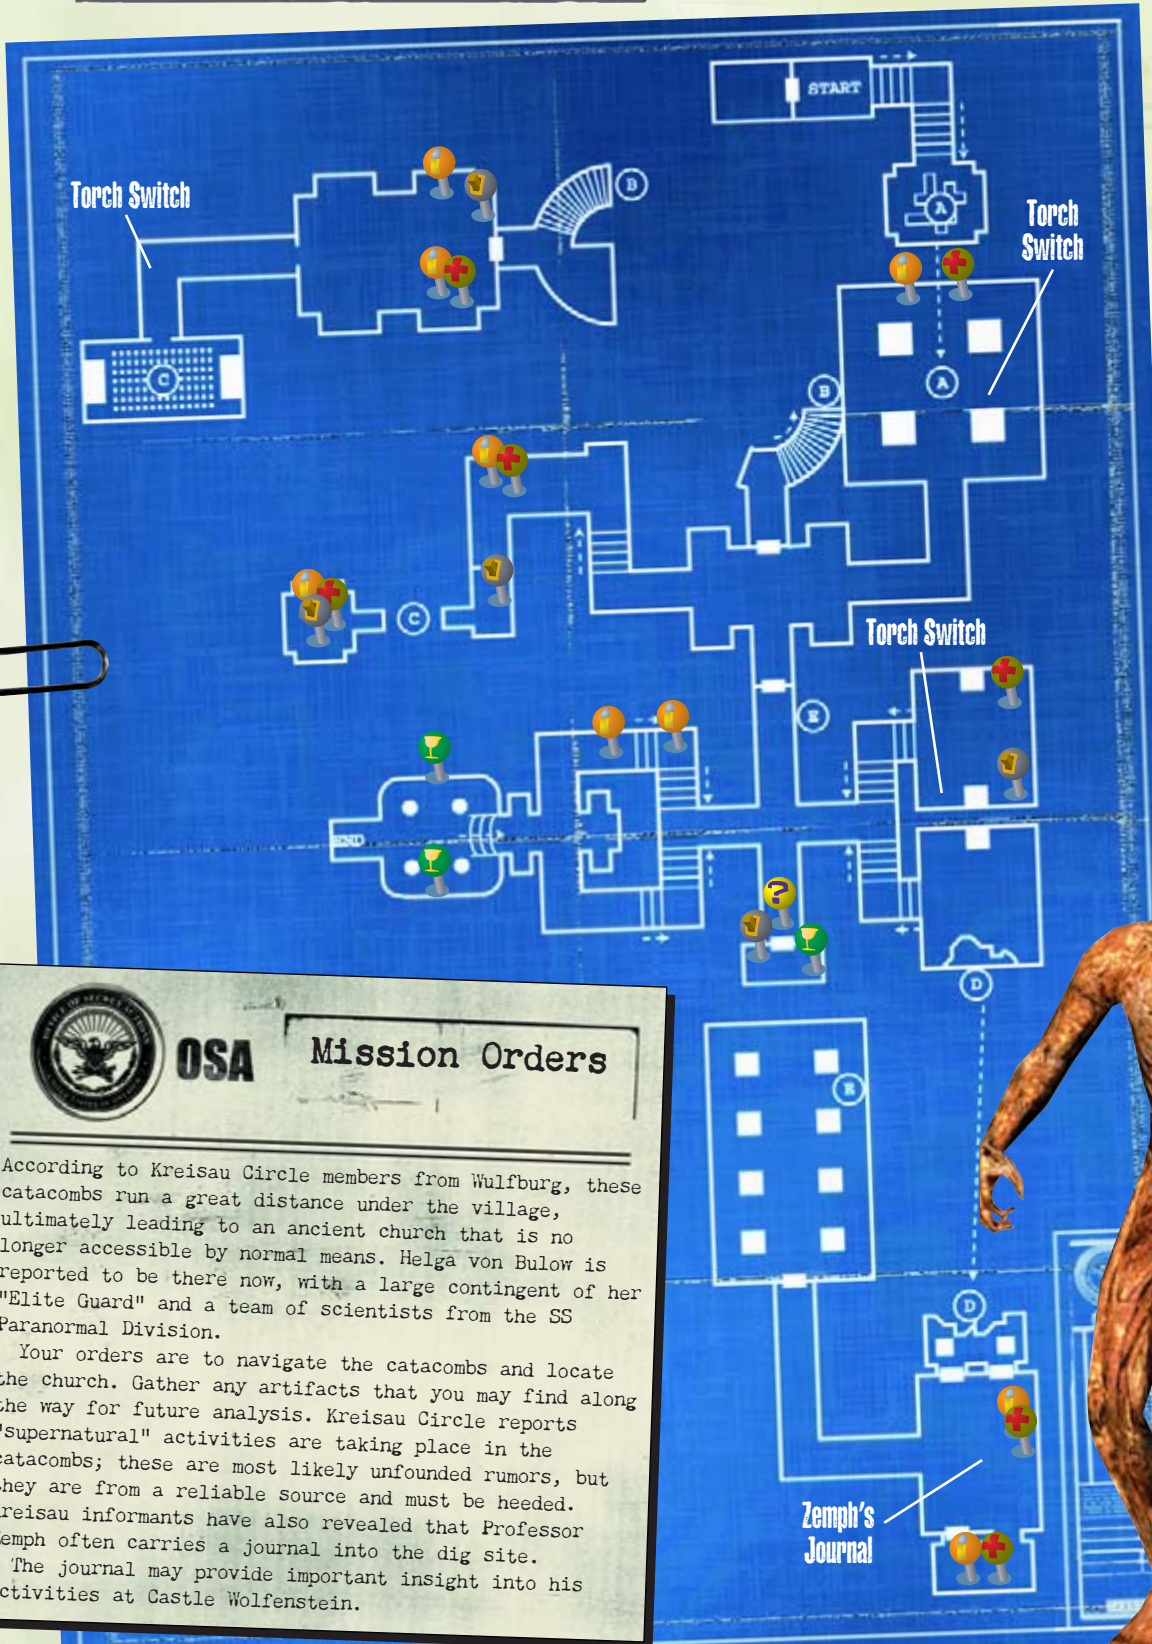 START
Torch Switch
B
A
Torch
Switch
C
B
A
C
Torch Switch
E
END
?
D
E
D
Zemph's
Journal
OSA
Mission Orders
According to Kreisau Circle members from Wulfburg, these
catacombs run a great distance under the village,
ultimately leading to an ancient church that is no
longer accessible by normal means. Helga von Bulow is
reported to be there now, with a large contingent of her
"Elite Guard" and a team of scientists from the SS
Paranormal Division.
Your orders are to navigate the catacombs and locate
the church. Gather any artifacts that you may find along
the way for future analysis. Kreisau Circle reports
"supernatural" activities are taking place in the
catacombs; these are most likely unfounded rumors, but
they are from a reliable source and must be heeded.
Kreisau informants have also revealed that Professor
Zemph often carries a journal into the dig site.
The journal may provide important insight into his
activities at Castle Wolfenstein.